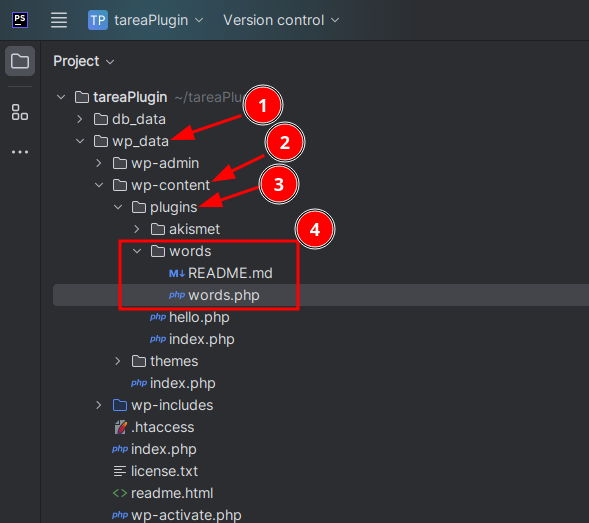 PS TP tareaPlugin Version control
Project
tareaPlugin ~/tareaPlu
1
db_data
wp_data
2
wp-admin
wp-content
3
plugins
akismet
4
words
M↓ README.md
php words.php
php hello.php
php index.php
themes
php index.php
wp-includes
.htaccess
php index.php
license.txt
<> readme.html
php wp-activate.php